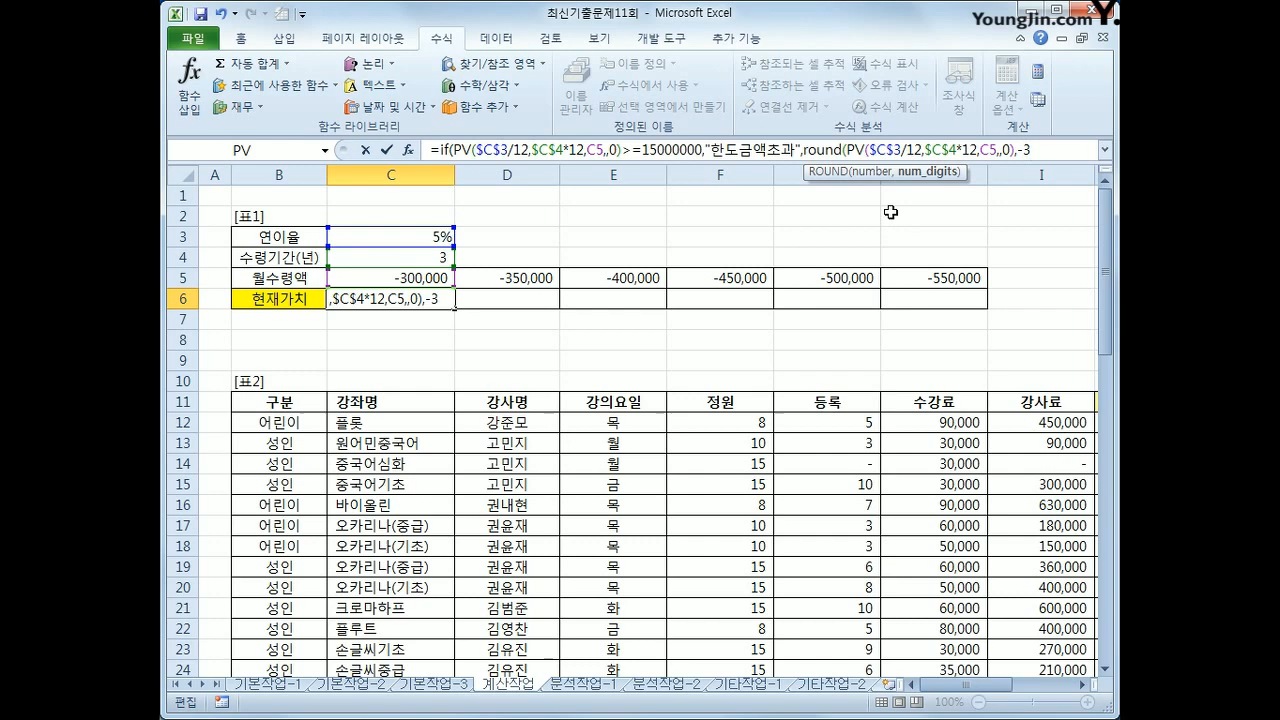 최신기출문제11회 - Microsoft Excel
YoungJin.com Y.
파일 홈 삽입 페이지 레이아웃 수식 데이터 검토 보기 개발 도구 추가 기능
fx 함수 삽입
Σ 자동 합계
최근에 사용한 함수
재무
논리
텍스트
날짜 및 시간
찾기/참조 영역
수학/삼각
함수 추가
함수 라이브러리
이름 관리자
이름 정의
수식에서 사용
선택 영역에서 만들기
정의된 이름
참조되는 셀 추적
참조하는 셀 추적
연결선 제거
수식 표시
오류 검사
수식 계산
조사식 창
수식 분석
계산 옵션
계산
PV fx =if(PV($C$3/12,$C$4*12,C5,,0)>=15000000,"한도금액초과",round(PV($C$3/12,$C$4*12,C5,,0),-3
ROUND(number, num_digits)
A B C D E F I
1
2 [표1]
3 연이율 5%
4 수령기간(년) 3
5 월수령액 -300,000 -350,000 -400,000 -450,000 -500,000 -550,000
6 현재가치 ,$C$4*12,C5,,0),-3
7
8
9
10 [표2]
11 구분 강좌명 강사명 강의요일 정원 등록 수강료 강사료
12 어린이 플룻 강준모 목 8 5 90,000 450,000
13 성인 원어민중국어 고민지 월 10 3 30,000 90,000
14 성인 중국어심화 고민지 월 15 - 30,000 -
15 성인 중국어기초 고민지 금 15 10 30,000 300,000
16 어린이 바이올린 권내현 목 8 7 90,000 630,000
17 어린이 오카리나(중급) 권윤재 목 10 3 60,000 180,000
18 어린이 오카리나(기초) 권윤재 목 10 3 50,000 150,000
19 성인 오카리나(중급) 권윤재 목 15 6 60,000 360,000
20 성인 오카리나(기초) 권윤재 목 15 8 50,000 400,000
21 성인 크로마하프 김범준 화 15 10 60,000 600,000
22 성인 플루트 김영찬 금 8 5 80,000 400,000
23 성인 손글씨기초 김유진 화 15 9 30,000 270,000
24 성인 손글씨중급 김유진 화 15 6 35,000 210,000
기본작업-1 기본작업-2 기본작업-3 계산작업 분석작업-1 분석작업-2 기타작업-1 기타작업-2
편집 100%